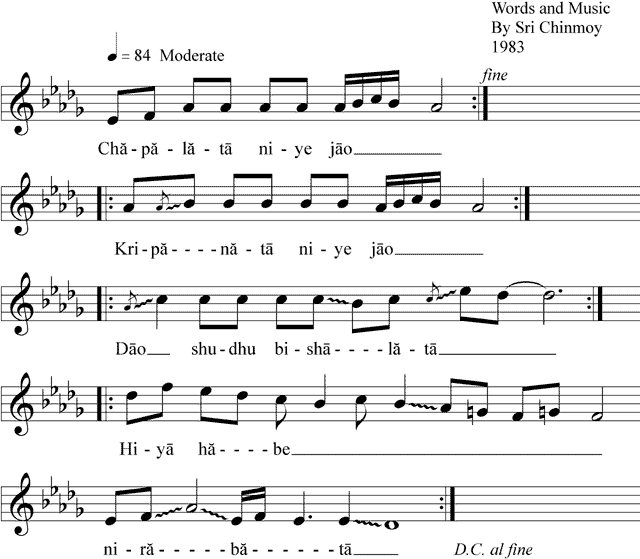 Words and Music
By Sri Chinmoy
1983
♩ = 84 Moderate
fine
Chă - pă - lă - tā ni - ye jāo
Kri - pă - - - - nă - tā ni - ye jāo
Dāo shu - dhu bi - shā - - - - lă - tā
Hi - yā hă - - - - be
ni - ră - - - - - bă - - - - - - tā
D.C. al fine